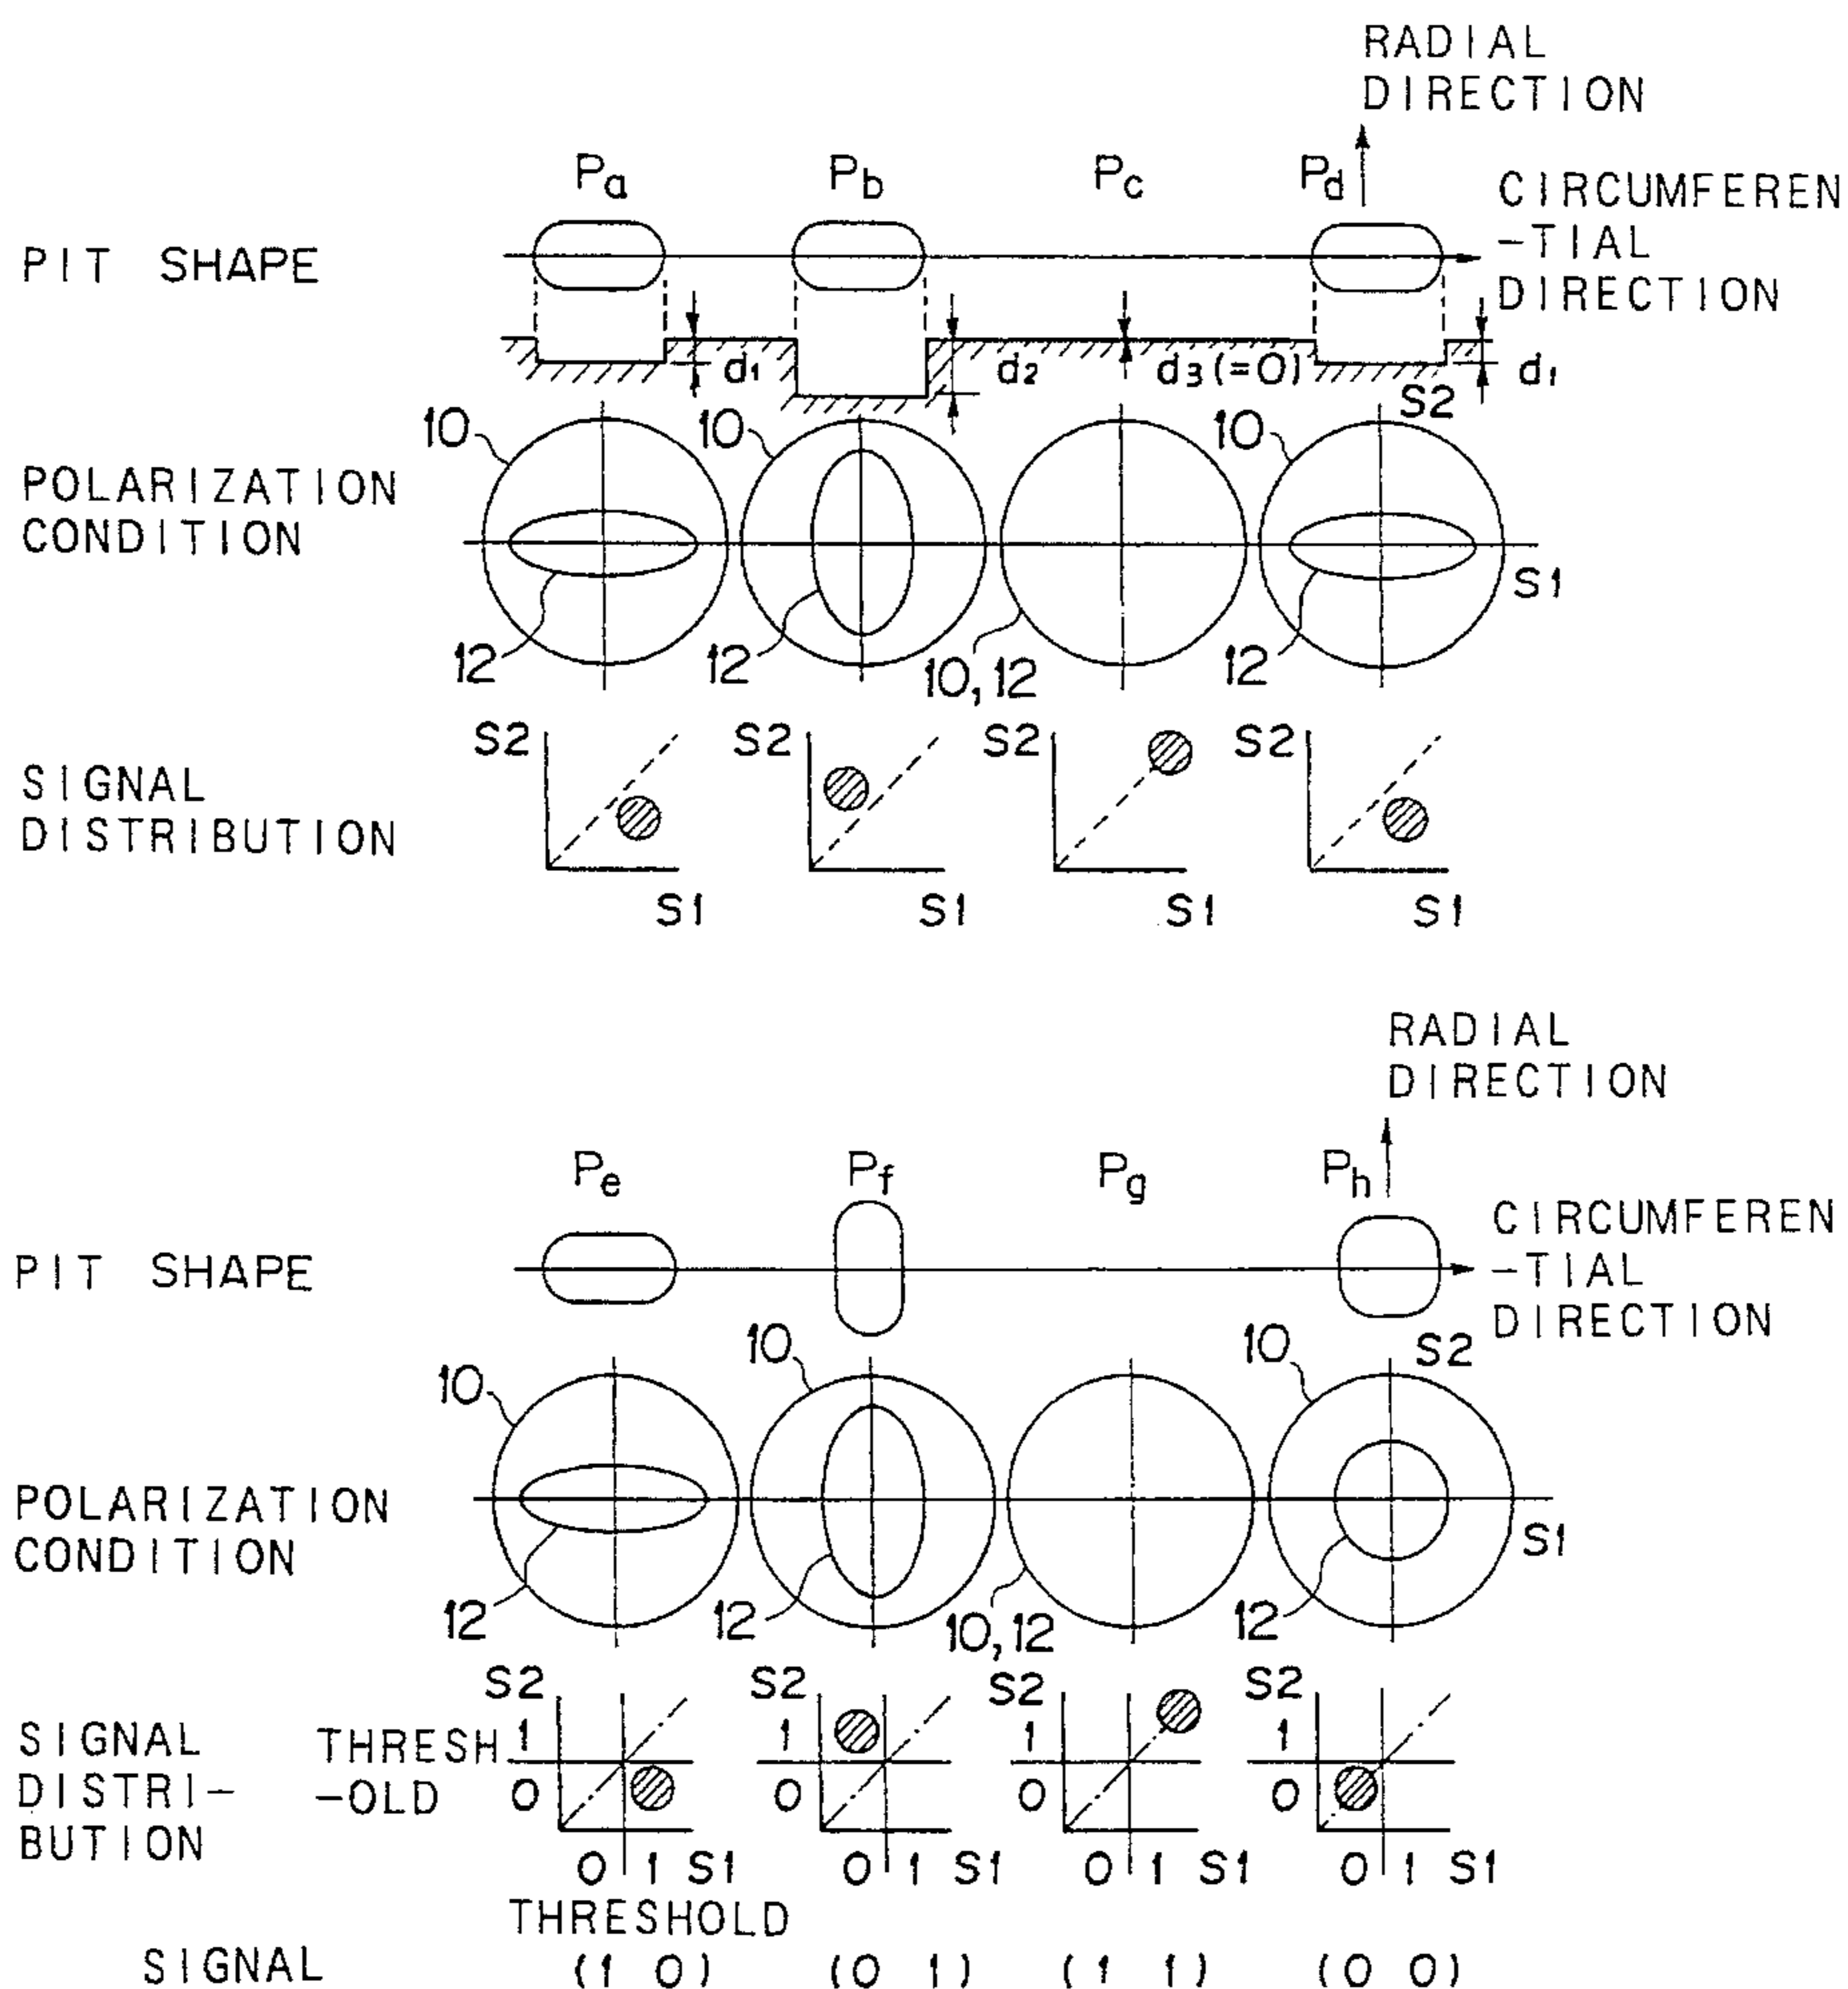 RADIAL
DIRECTION
Pa Pb Pc Pd
CIRCUMFEREN
-TIAL
DIRECTION
PIT SHAPE
d1 d2 d3(=0) d1
S2
10 10 10
POLARIZATION
CONDITION
S1
12 12 10,12 12
S2 S2 S2 S2
SIGNAL
DISTRIBUTION
S1 S1 S1 S1
RADIAL
DIRECTION
Pe Pf Pg Ph
CIRCUMFEREN
-TIAL
DIRECTION
PIT SHAPE
10 10 10 S2
POLARIZATION
CONDITION
S1
12 12 10,12 12
S2 S2 S2 S2
SIGNAL
DISTRI-
BUTION
THRESH
-OLD
1 1 1 1
0 0 0 0
0 1 S1 0 1 S1 0 1 S1 0 1 S1
THRESHOLD
SIGNAL (1 0) (0 1) (1 1) (0 0)